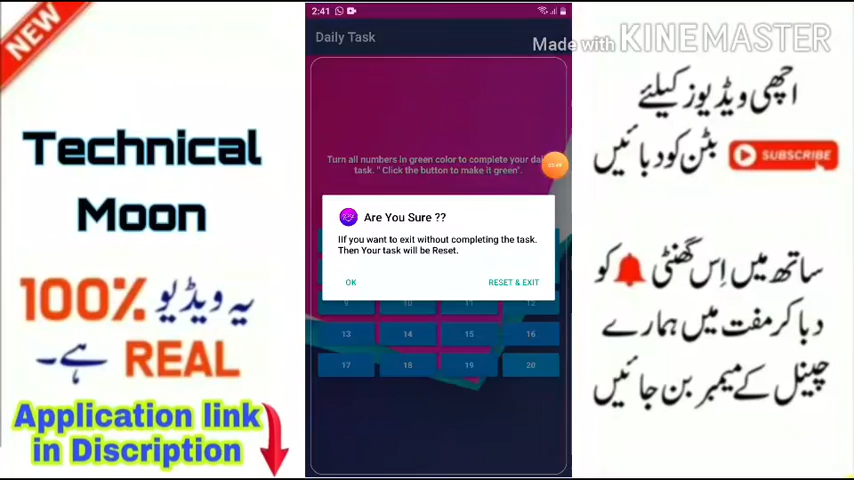 NEW
Technical
Moon
100% یہ ویڈیو
REAL ہے۔
Application link
in Discription
2:41
Daily Task
Made with KINEMASTER
Turn all numbers in green color to complete your dai
task. " Click the button to make it green".
Are You Sure ??
IIf you want to exit without completing the task.
Then Your task will be Reset.
OK
RESET & EXIT
9 10 11 12
13 14 15 16
17 18 19 20
اچھی ویڈیوز کیلئے
بٹن کو دبائیں SUBSCRIBE
ساتھ میں اِس گھنٹی کو
دبا کر مفت میں ہمارے
چینل کے میمبر بن جائیں